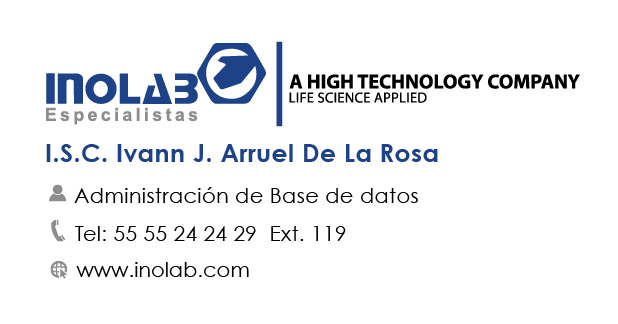 INOLAB
Especialistas
A HIGH TECHNOLOGY COMPANY
LIFE SCIENCE APPLIED
I.S.C. Ivann J. Arruel De La Rosa
Administración de Base de datos
Tel: 55 55 24 24 29 Ext. 119
www.inolab.com